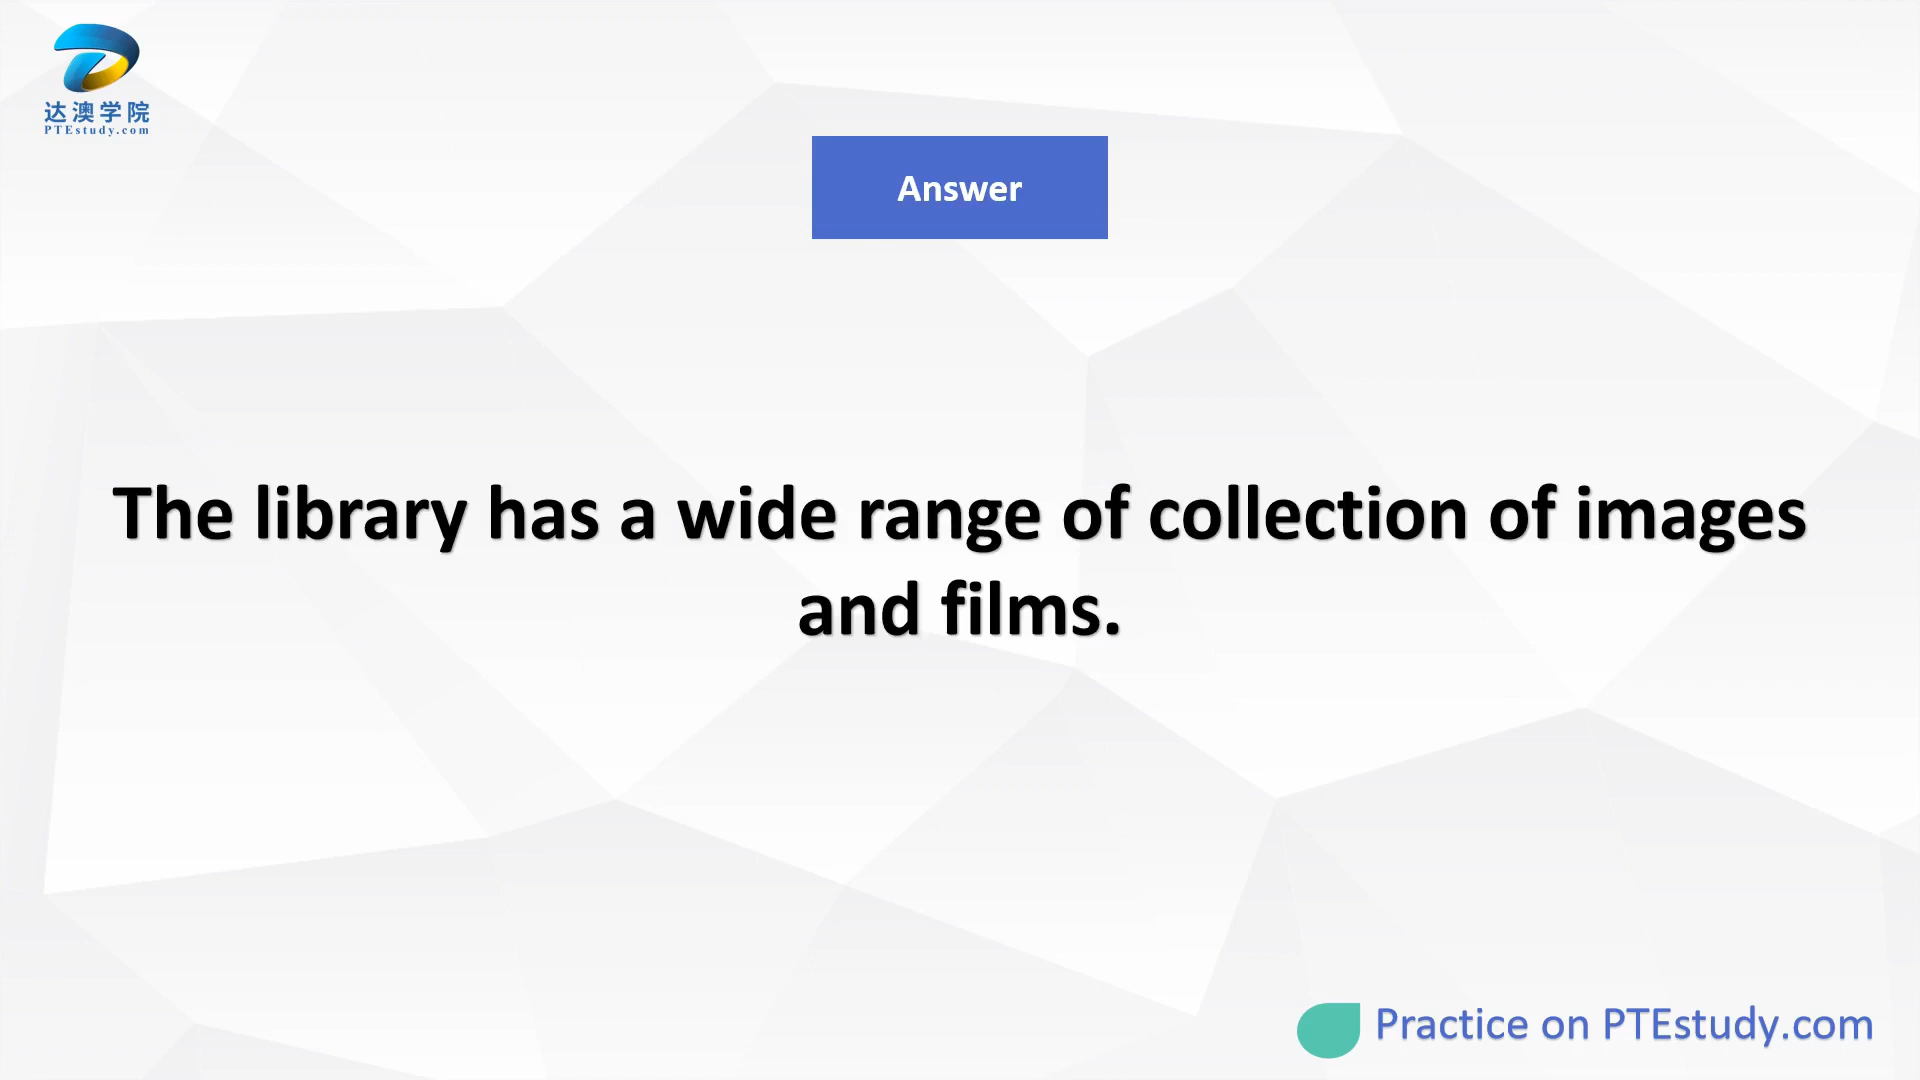 达澳学院
PTEstudy.com
Answer
The library has a wide range of collection of images
and films.
Practice on PTEstudy.com